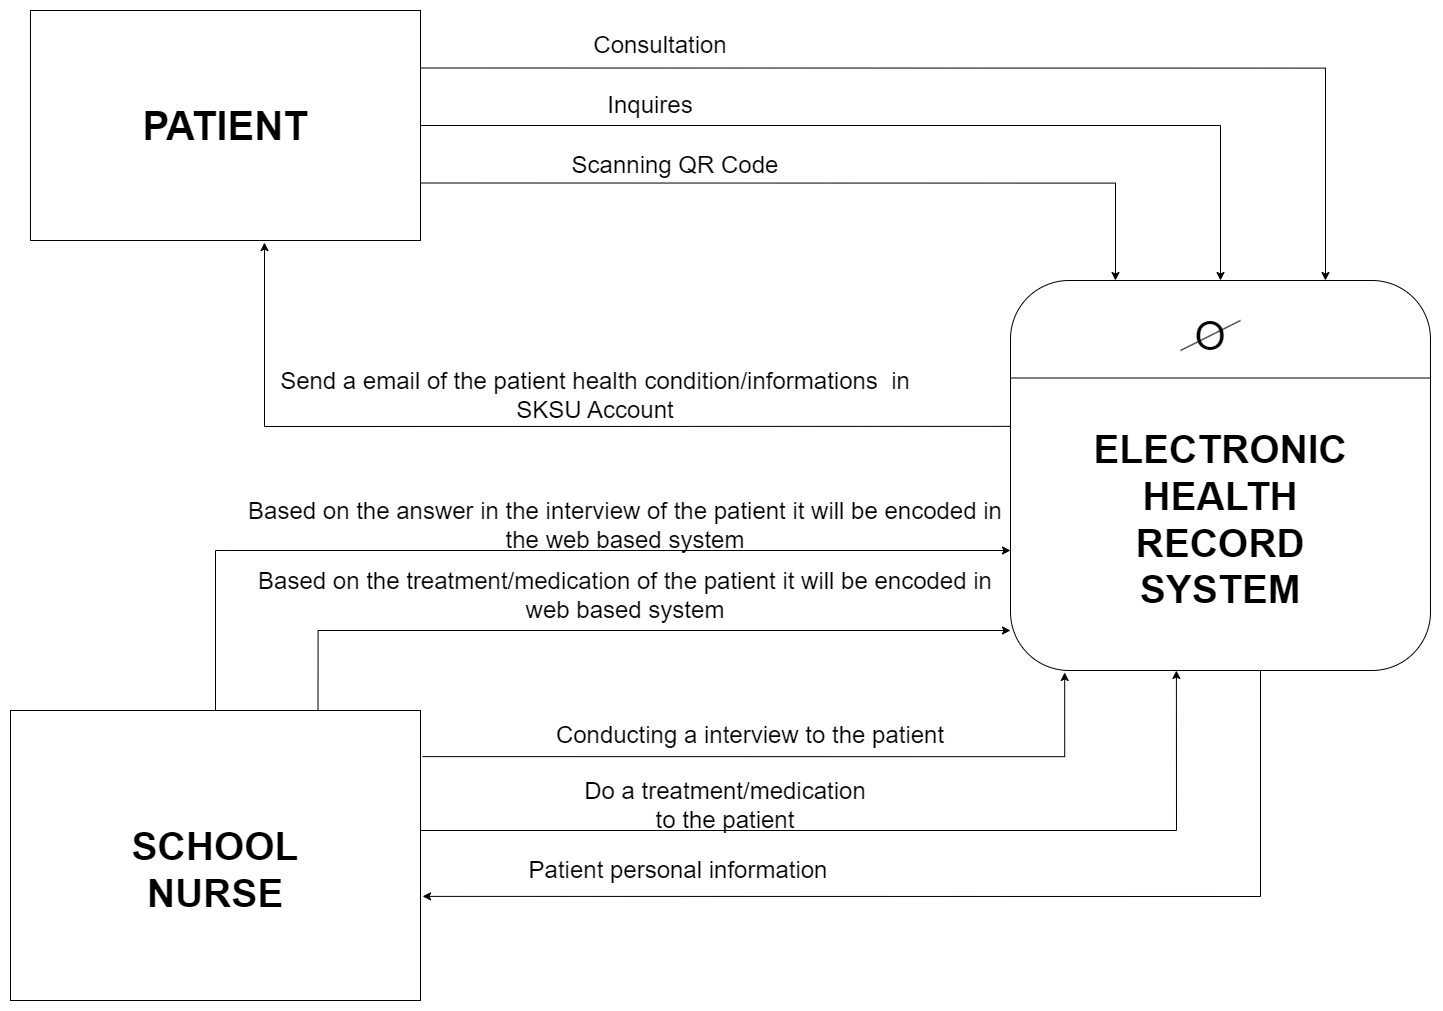 Consultation
PATIENT
Inquires
Scanning QR Code
O
Send a email of the patient health condition/informations  in
SKSU Account
ELECTRONIC
HEALTH
RECORD
SYSTEM
Based on the answer in the interview of the patient it will be encoded in
the web based system
Based on the treatment/medication of the patient it will be encoded in
web based system
Conducting a interview to the patient
Do a treatment/medication
to the patient
SCHOOL
NURSE
Patient personal information